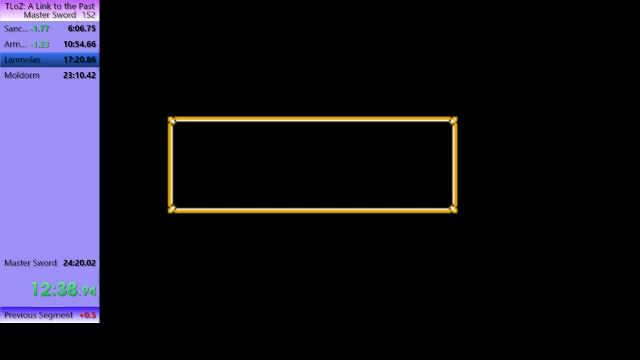 TLoZ: A Link to the Past
Master Sword 152
Sanc... -1.77 6:06.75
Arm... -1.23 10:54.66
Lanmolas 17:20.86
Moldorm 23:10.42
Master Sword 24:20.02
12:38.94
Previous Segment +0.5